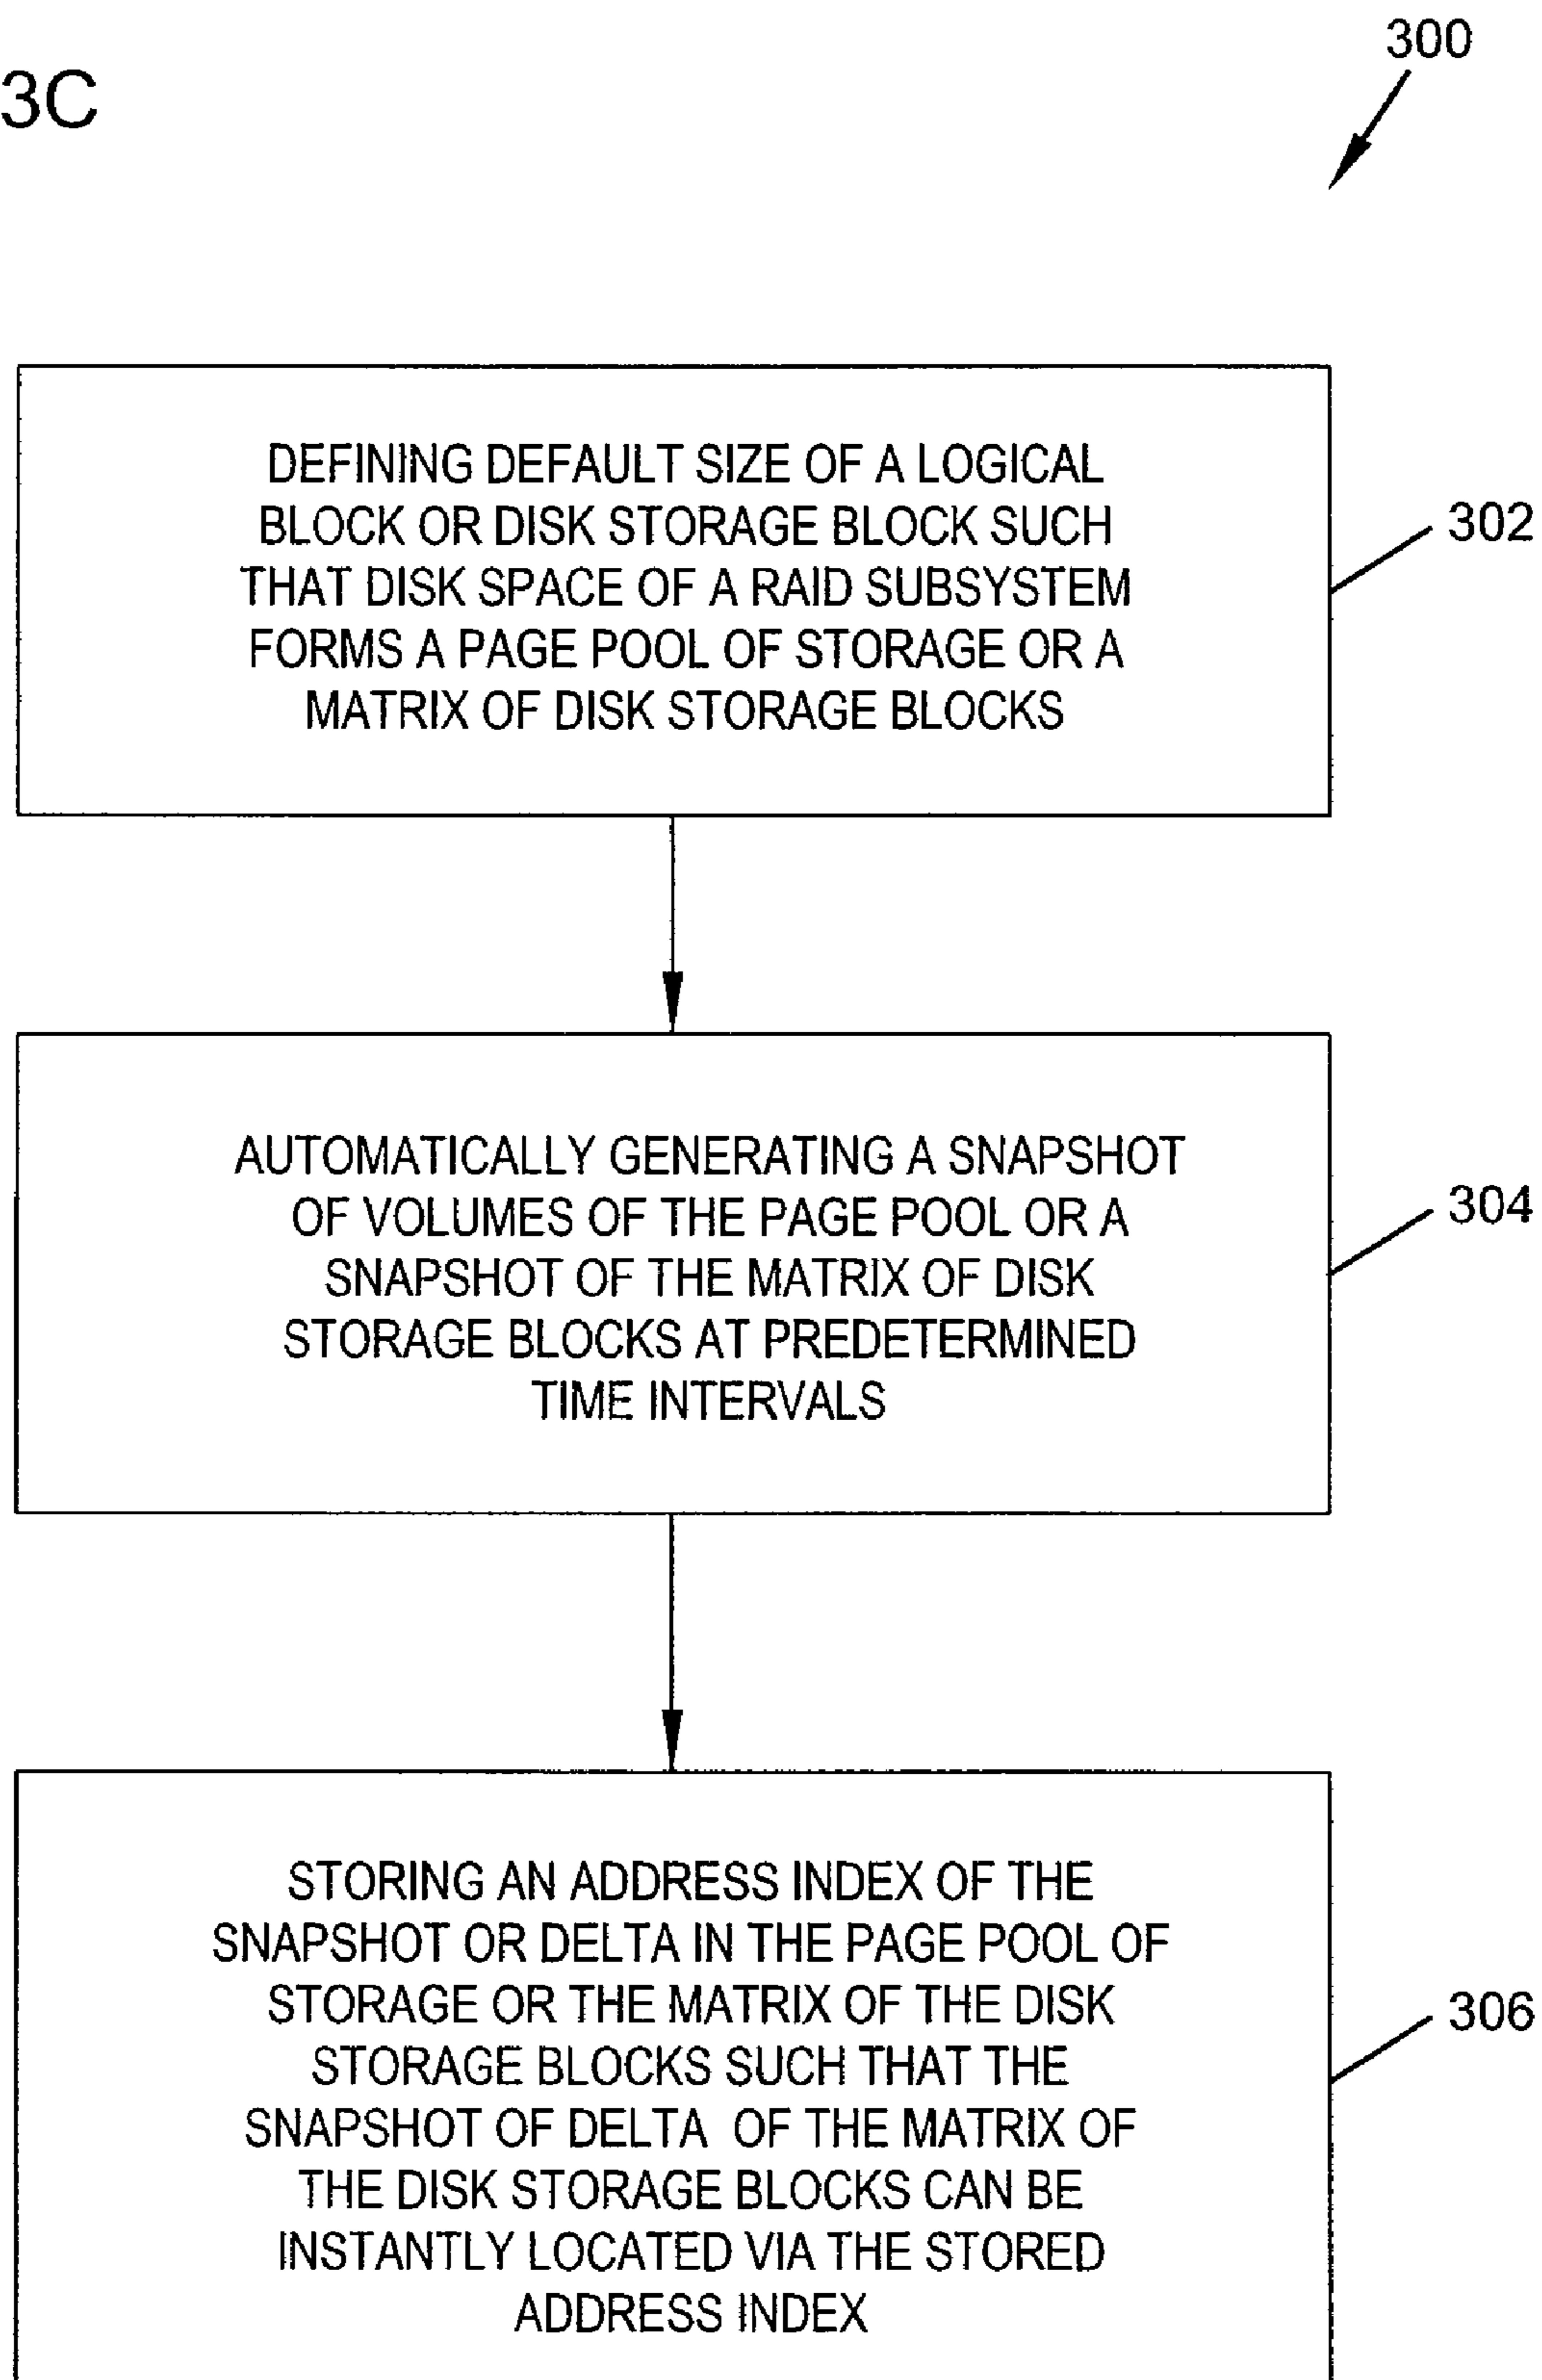 300
3C
DEFINING DEFAULT SIZE OF A LOGICAL
BLOCK OR DISK STORAGE BLOCK SUCH
THAT DISK SPACE OF A RAID SUBSYSTEM
FORMS A PAGE POOL OF STORAGE OR A
MATRIX OF DISK STORAGE BLOCKS
302
AUTOMATICALLY GENERATING A SNAPSHOT
OF VOLUMES OF THE PAGE POOL OR A
SNAPSHOT OF THE MATRIX OF DISK
STORAGE BLOCKS AT PREDETERMINED
TIME INTERVALS
304
STORING AN ADDRESS INDEX OF THE
SNAPSHOT OR DELTA IN THE PAGE POOL OF
STORAGE OR THE MATRIX OF THE DISK
STORAGE BLOCKS SUCH THAT THE
SNAPSHOT OF DELTA OF THE MATRIX OF
THE DISK STORAGE BLOCKS CAN BE
INSTANTLY LOCATED VIA THE STORED
ADDRESS INDEX
306